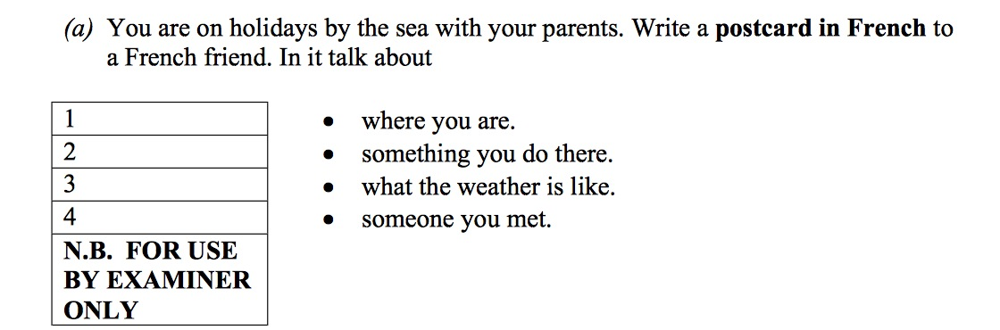 (a) You are on holidays by the sea with your parents. Write a postcard in French to
a French friend. In it talk about
1
2
3
4
N.B. FOR USE
BY EXAMINER
ONLY
• where you are.
• something you do there.
• what the weather is like.
• someone you met.